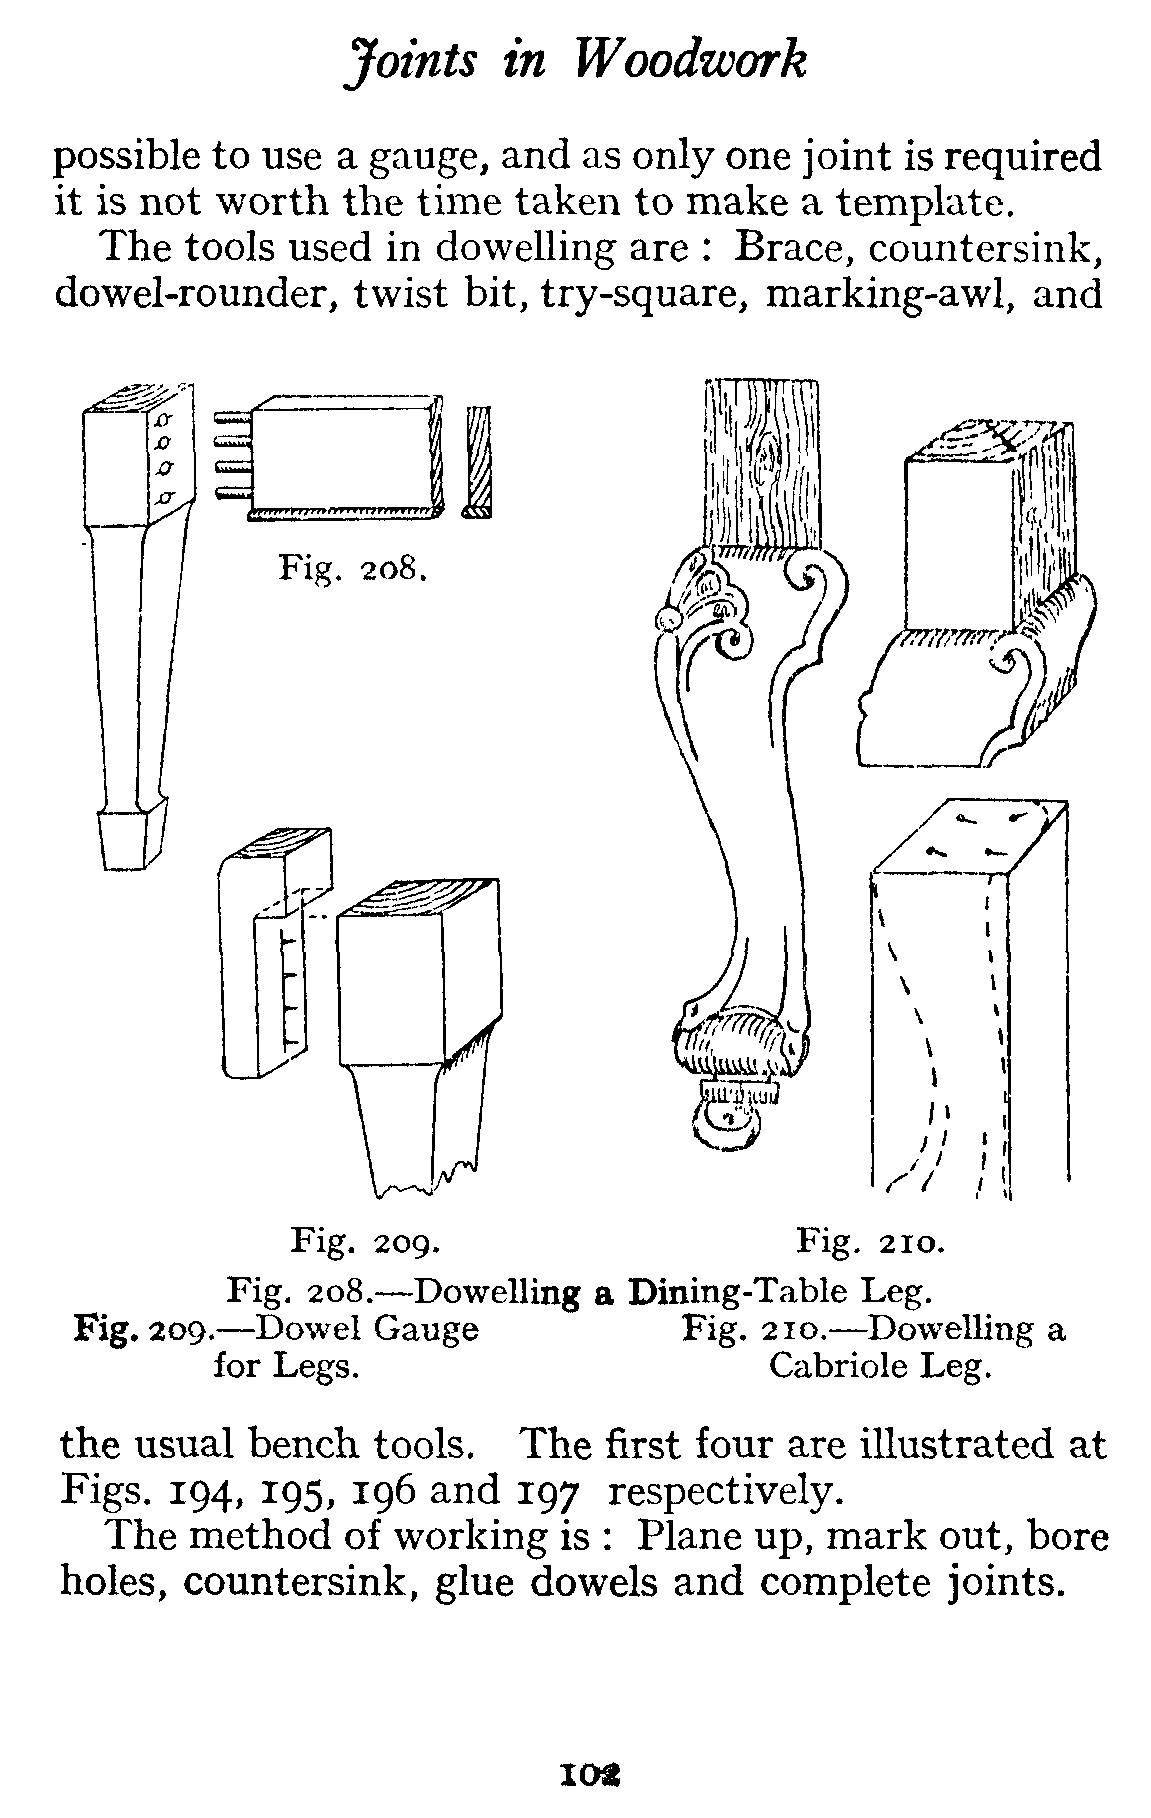 Joints in Woodwork
possible to use a gauge, and as only one joint is required
it is not worth the time taken to make a template.
The tools used in dowelling are : Brace, countersink,
dowel-rounder, twist bit, try-square, marking-awl, and
Fig. 208.
Fig. 209.
Fig. 210.
Fig. 208.—Dowelling a Dining-Table Leg.
Fig. 209.—Dowel Gauge
for Legs.
Fig. 210.—Dowelling a
Cabriole Leg.
the usual bench tools. The first four are illustrated at
Figs. 194, 195, 196 and 197 respectively.
The method of working is : Plane up, mark out, bore
holes, countersink, glue dowels and complete joints.
102